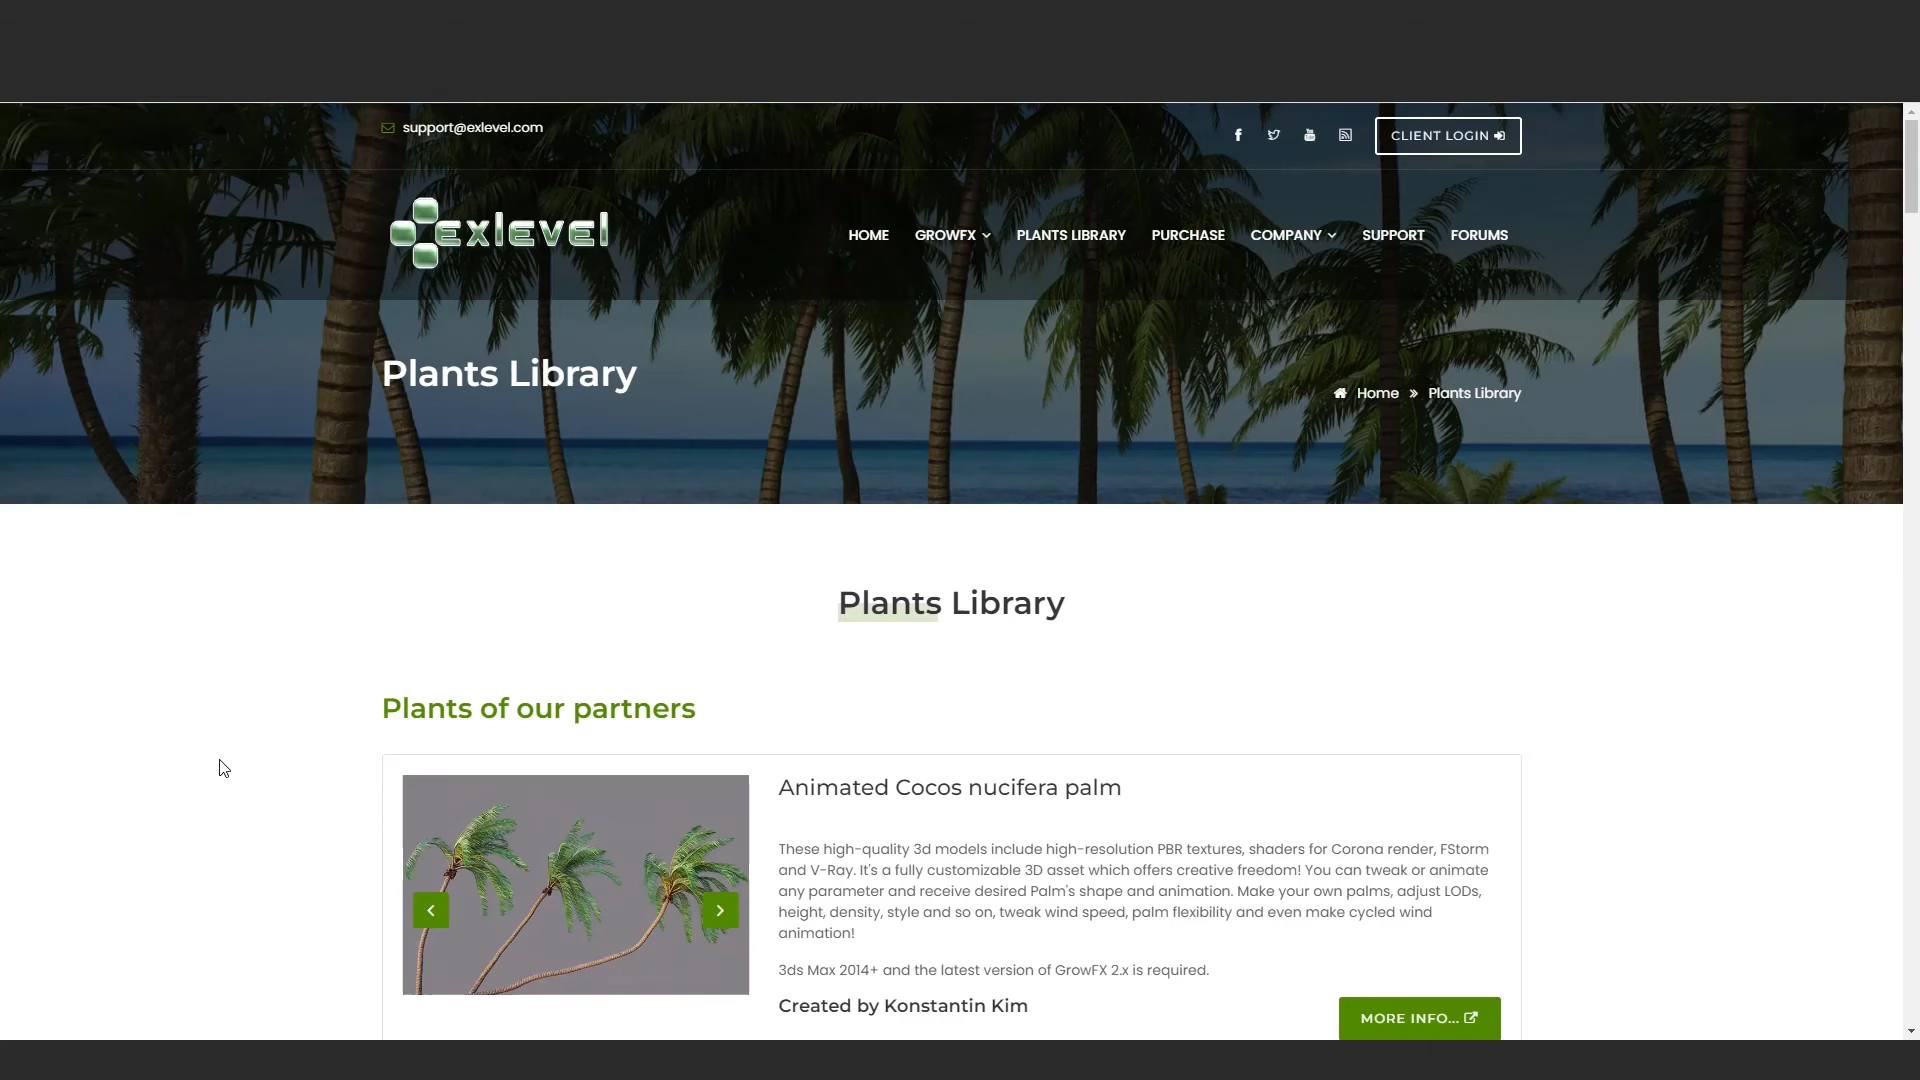 support@exlevel.com
CLIENT LOGIN
exlevel
HOME GROWFX PLANTS LIBRARY PURCHASE COMPANY SUPPORT FORUMS
Plants Library
Home » Plants Library
Plants Library
Plants of our partners
Animated Cocos nucifera palm
These high-quality 3d models include high-resolution PBR textures, shaders for Corona render, FStorm
and V-Ray. It's a fully customizable 3D asset which offers creative freedom! You can tweak or animate
any parameter and receive desired Palm's shape and animation. Make your own palms, adjust LODs,
height, density, style and so on, tweak wind speed, palm flexibility and even make cycled wind
animation!
3ds Max 2014+ and the latest version of GrowFX 2.x is required.
Created by Konstantin Kim
MORE INFO...